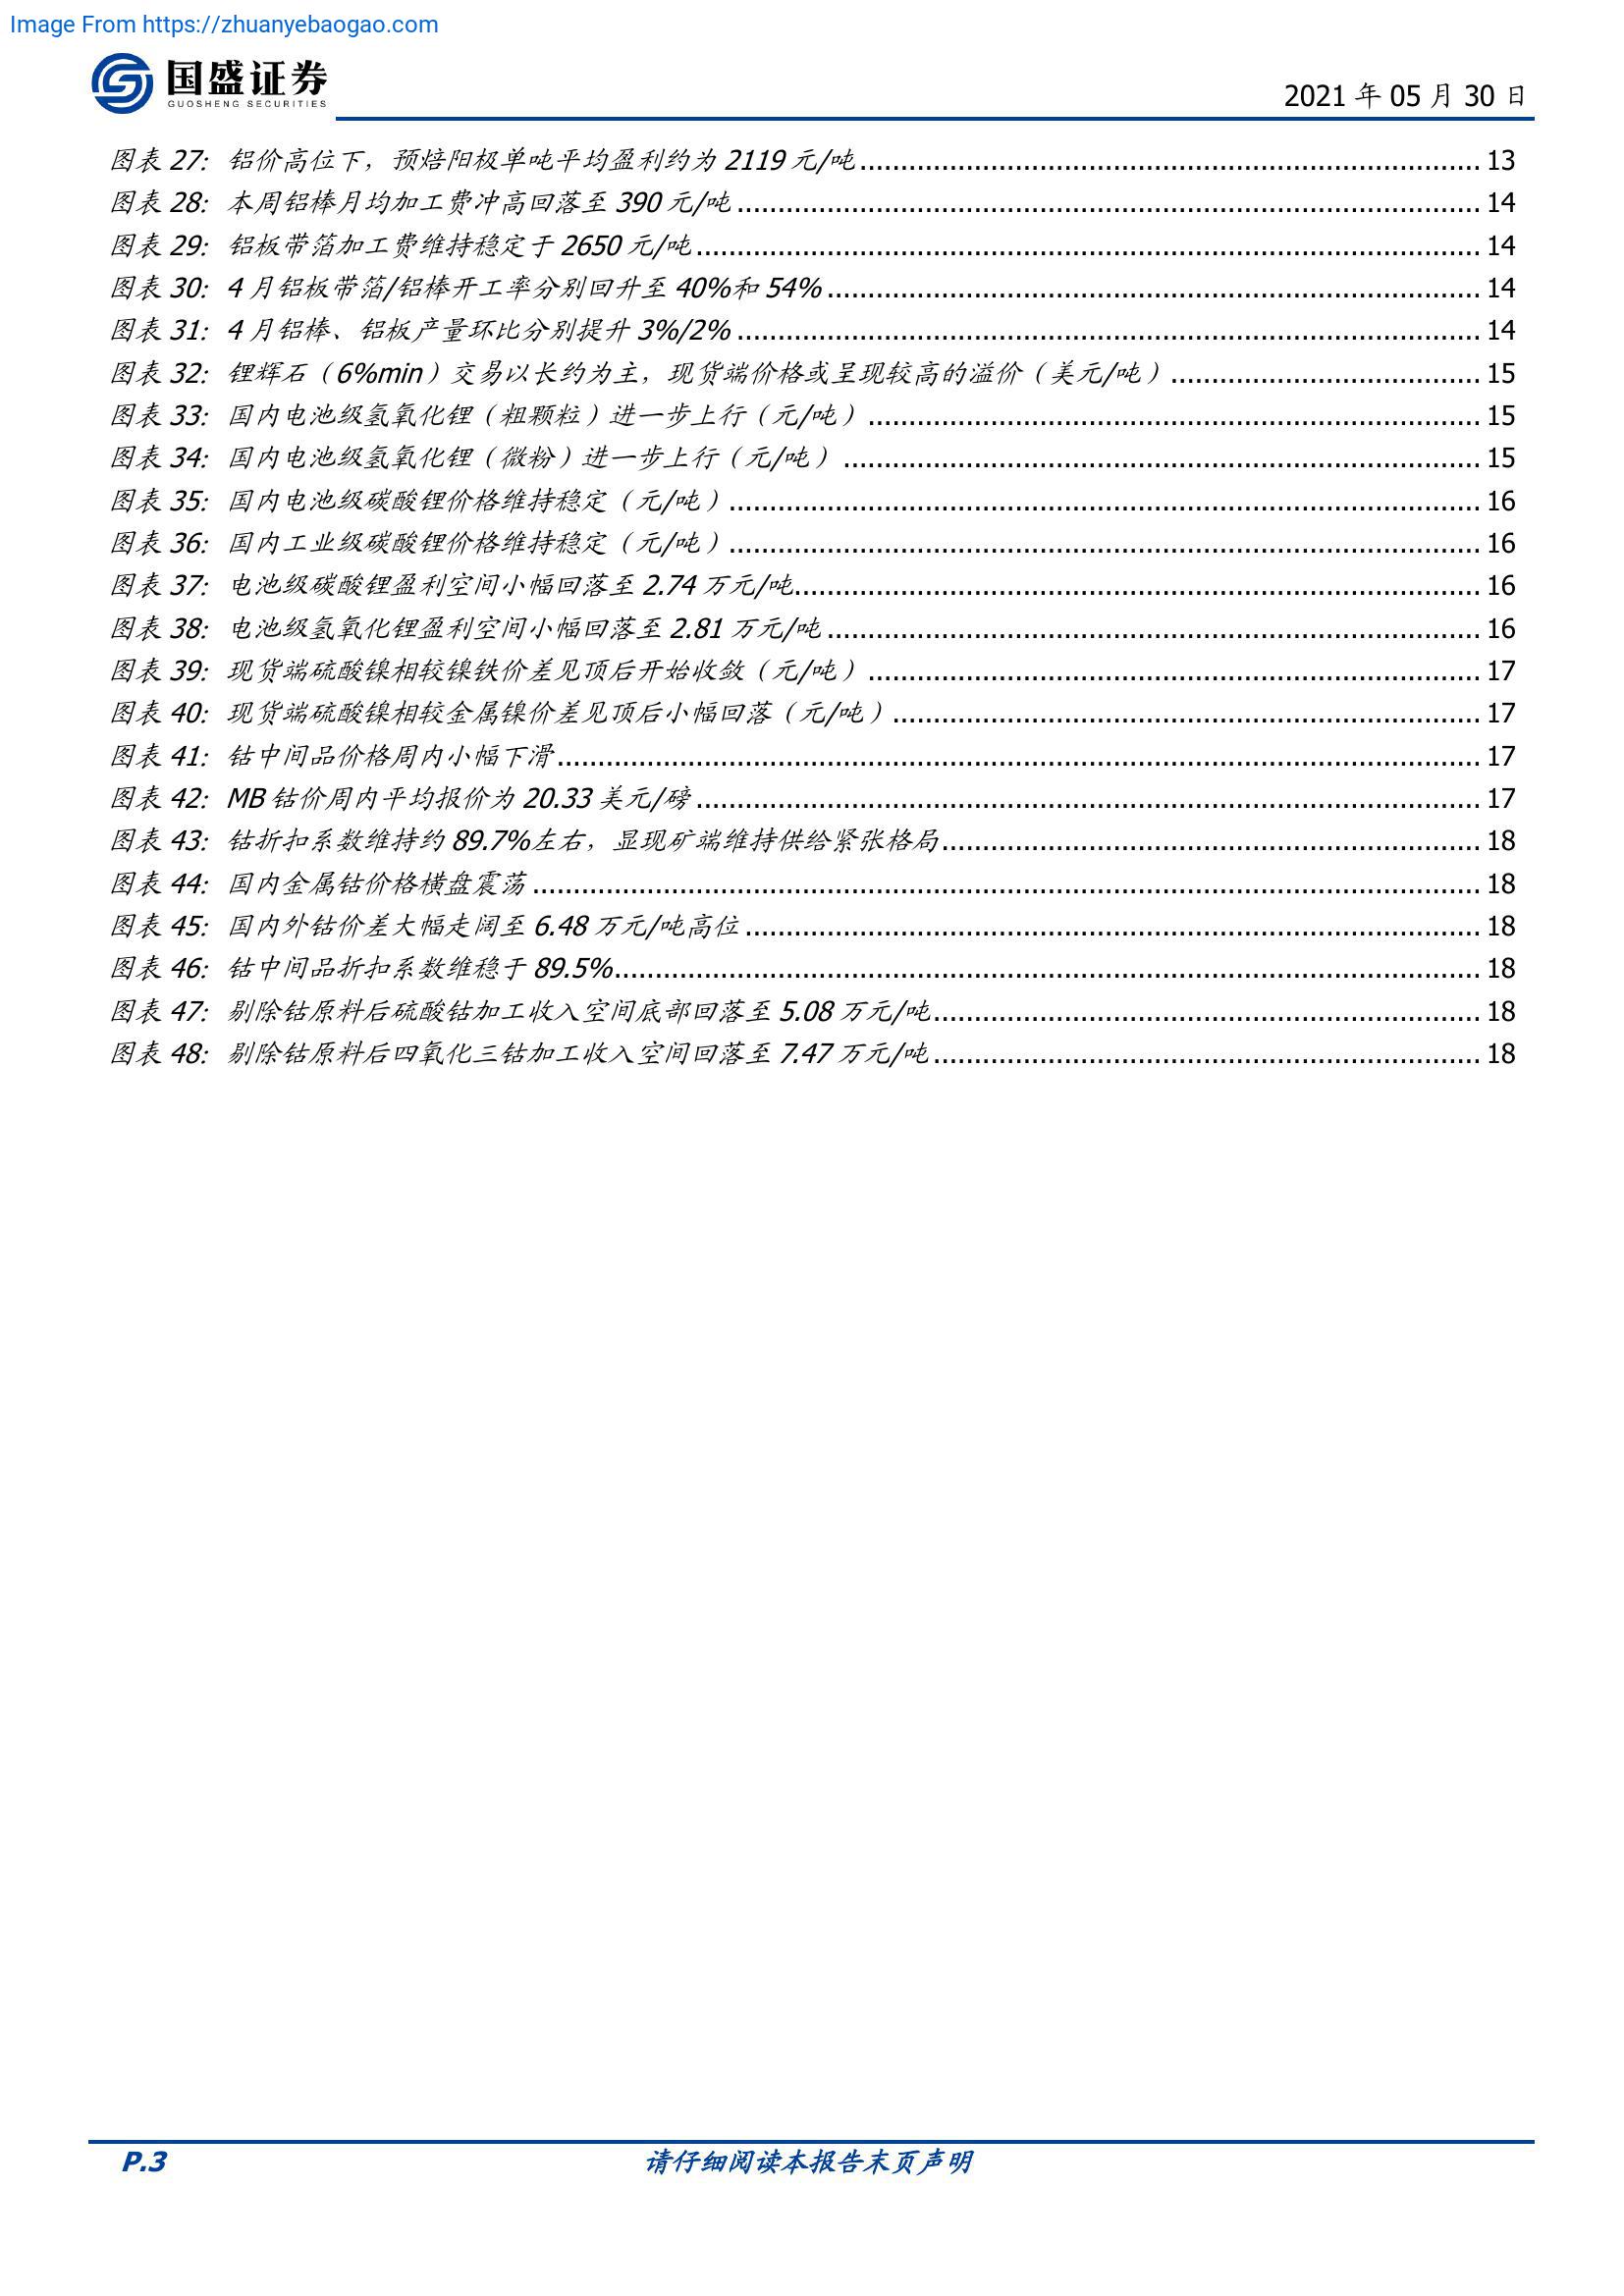 Image From https://zhuanyebaogao.com
国盛证券
GUOSHENG SECURITIES
2021 年 05 月 30 日
图表 27: 铝价高位下，预焙阳极单吨平均盈利约为 2119 元/吨 13
图表 28: 本周铝棒月均加工费冲高回落至 390 元/吨 14
图表 29: 铝板带箔加工费维持稳定于 2650 元/吨 14
图表 30: 4 月铝板带箔/铝棒开工率分别回升至 40%和 54% 14
图表 31: 4 月铝棒、铝板产量环比分别提升 3%/2% 14
图表 32: 锂辉石（6%min）交易以长约为主，现货端价格或呈现较高的溢价（美元/吨） 15
图表 33: 国内电池级氢氧化锂（粗颗粒）进一步上行（元/吨） 15
图表 34: 国内电池级氢氧化锂（微粉）进一步上行（元/吨） 15
图表 35: 国内电池级碳酸锂价格维持稳定（元/吨） 16
图表 36: 国内工业级碳酸锂价格维持稳定（元/吨） 16
图表 37: 电池级碳酸锂盈利空间小幅回落至 2.74 万元/吨 16
图表 38: 电池级氢氧化锂盈利空间小幅回落至 2.81 万元/吨 16
图表 39: 现货端硫酸镍相较镍铁价差见顶后开始收敛（元/吨） 17
图表 40: 现货端硫酸镍相较金属镍价差见顶后小幅回落（元/吨） 17
图表 41: 钴中间品价格周内小幅下滑 17
图表 42: MB 钴价周内平均报价为 20.33 美元/磅 17
图表 43: 钴折扣系数维持约 89.7%左右，显现矿端维持供给紧张格局 18
图表 44: 国内金属钴价格横盘震荡 18
图表 45: 国内外钴价差大幅走阔至 6.48 万元/吨高位 18
图表 46: 钴中间品折扣系数维稳于 89.5% 18
图表 47: 剔除钴原料后硫酸钴加工收入空间底部回落至 5.08 万元/吨 18
图表 48: 剔除钴原料后四氧化三钴加工收入空间回落至 7.47 万元/吨 18
P.3
请仔细阅读本报告末页声明